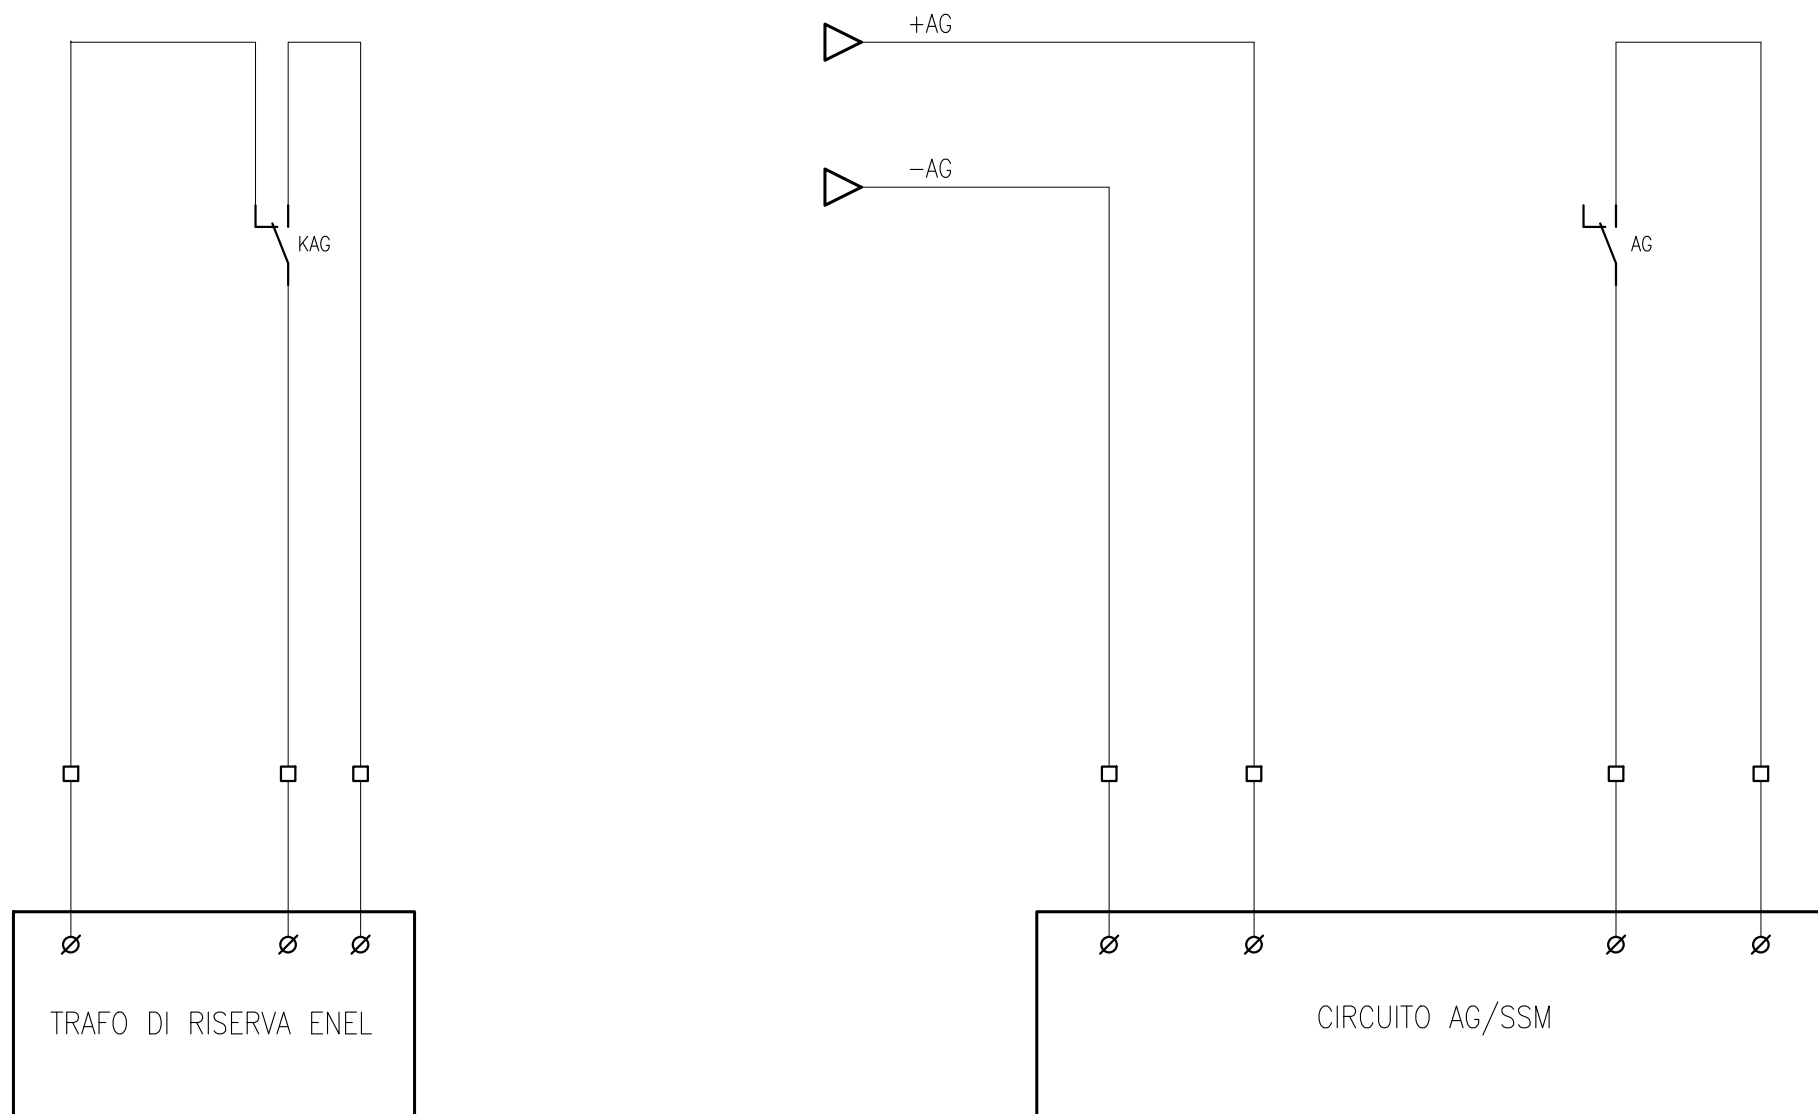 +AG
-AG
KAG
AG
TRAFO DI RISERVA ENEL
CIRCUITO AG/SSM